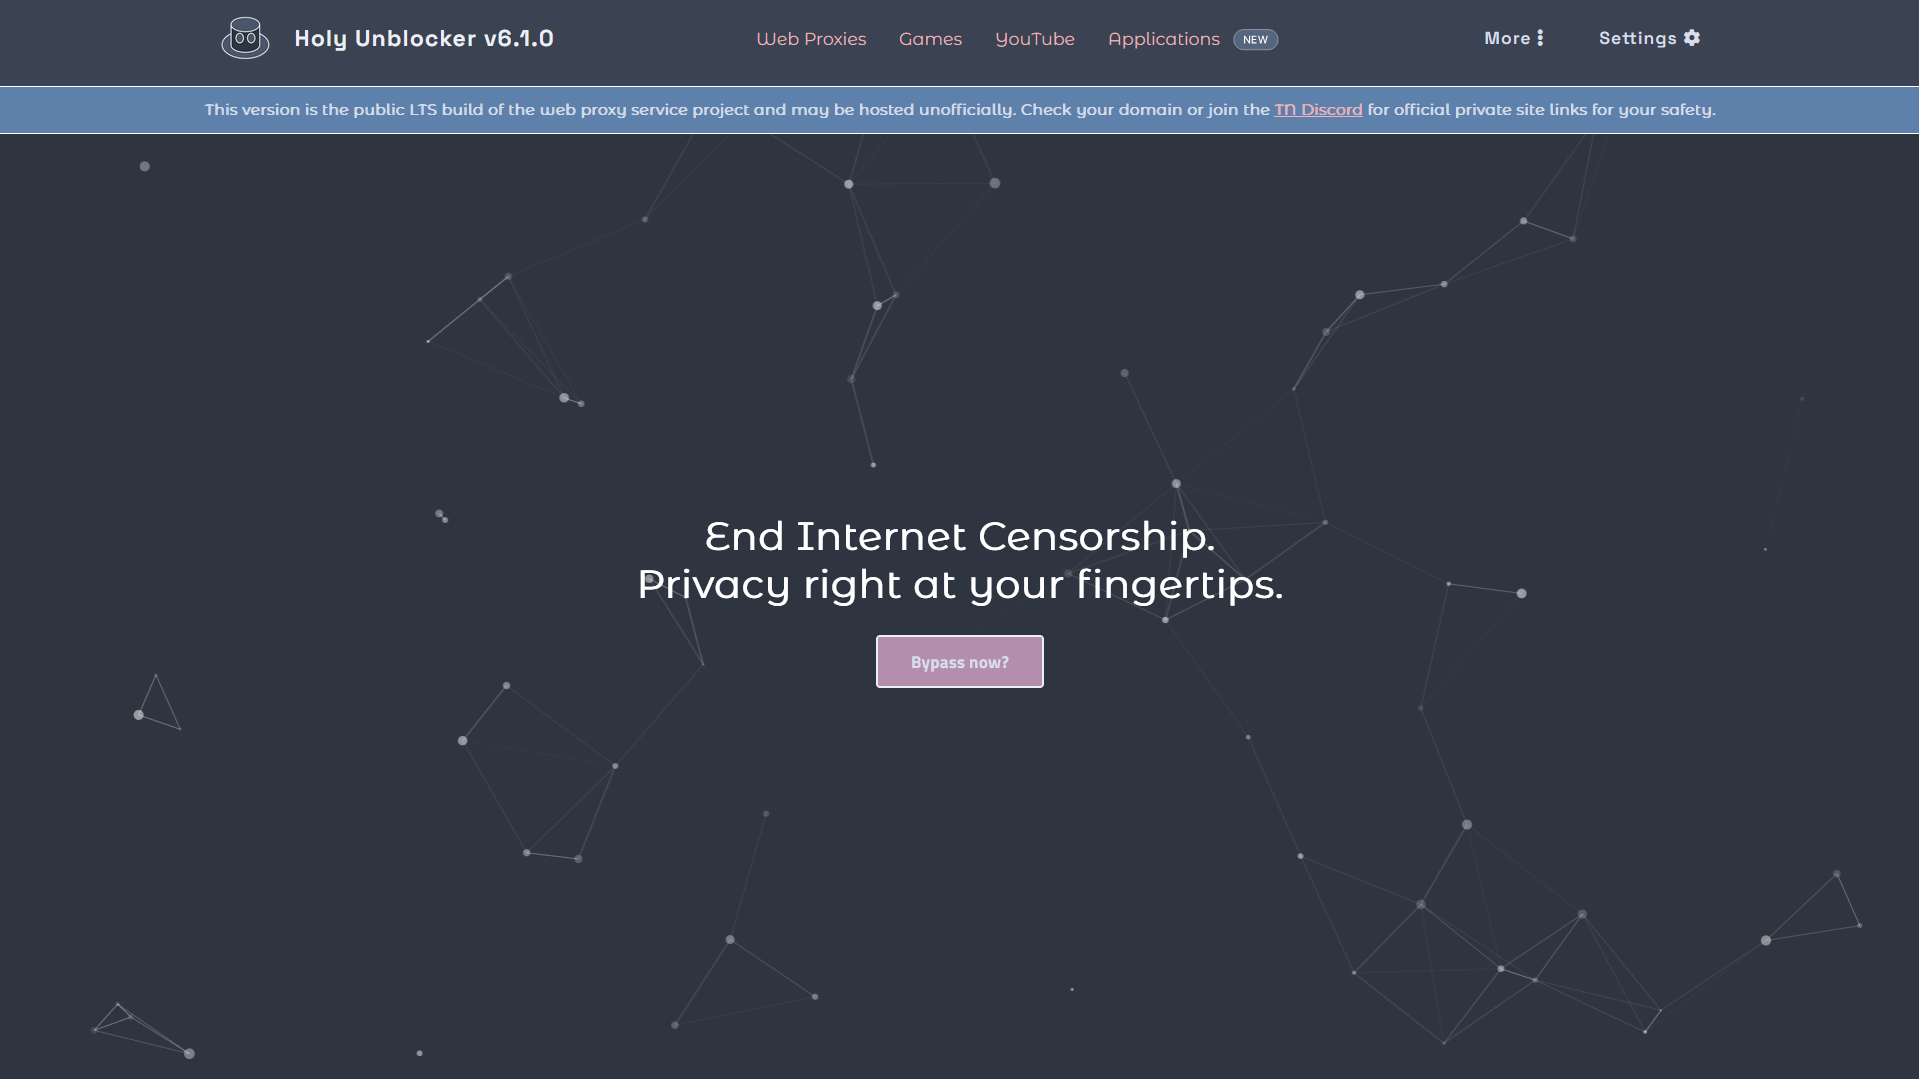 Holy Unblocker v6.1.0
Web Proxies Games YouTube Applications NEW
More Settings
This version is the public LTS build of the web proxy service project and may be hosted unofficially. Check your domain or join the TN Discord for official private site links for your safety.
End Internet Censorship.
Privacy right at your fingertips.
Bypass now?